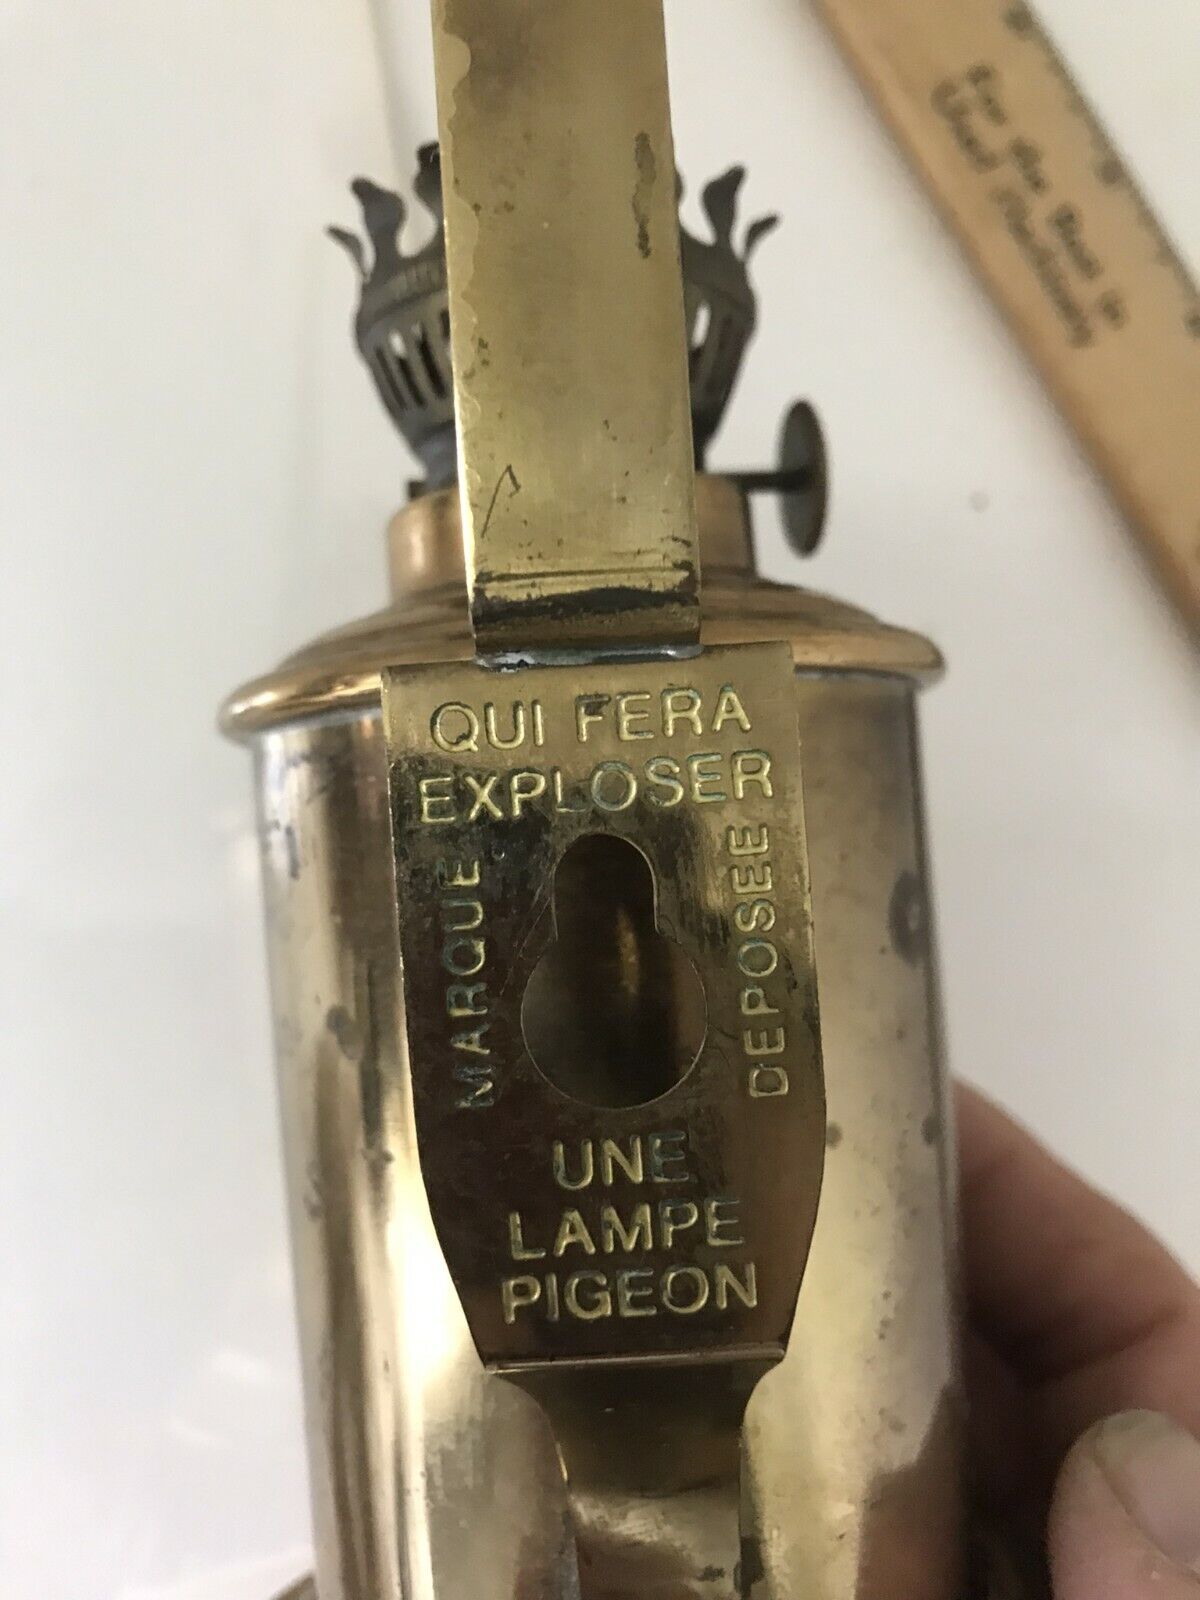 QUI FERA
EXPLOSER
MARQUE
DEPOSEE
UNE
LAMPE
PIGEON